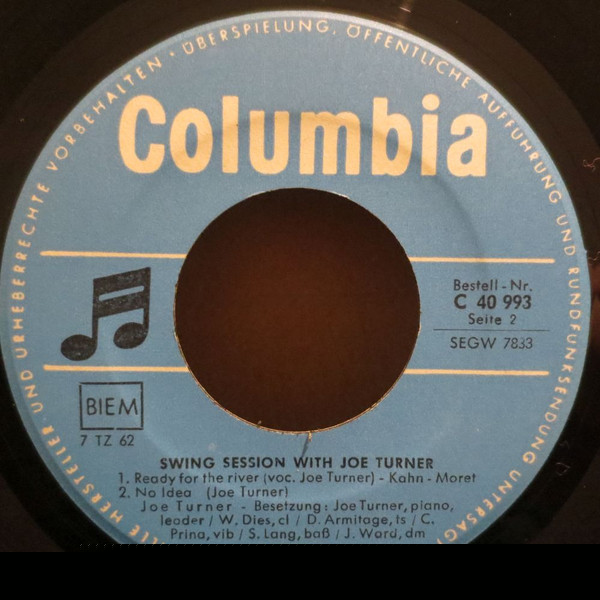 LLE HERSTELLER- UND URHEBERRECHTE VORBEHALTEN · ÜBERSPIELUNG, ÖFFENTLICHE AUFFÜHRUNG UND RUNDFUNKSENDUNG UNTERSAGT
Columbia
Bestell-Nr.
C 40 993
Seite 2
SEGW 7833
BIEM
7 TZ 62
SWING SESSION WITH JOE TURNER
1. Ready for the river (voc. Joe Turner) - Kahn - Moret
2. No Idea (Joe Turner)
Joe Turner - Besetzung: Joe Turner, piano,
leader / W. Dies, cl / D. Armitage, ts / C.
Prina, vib / S. Lang, baß / J. Word, dm